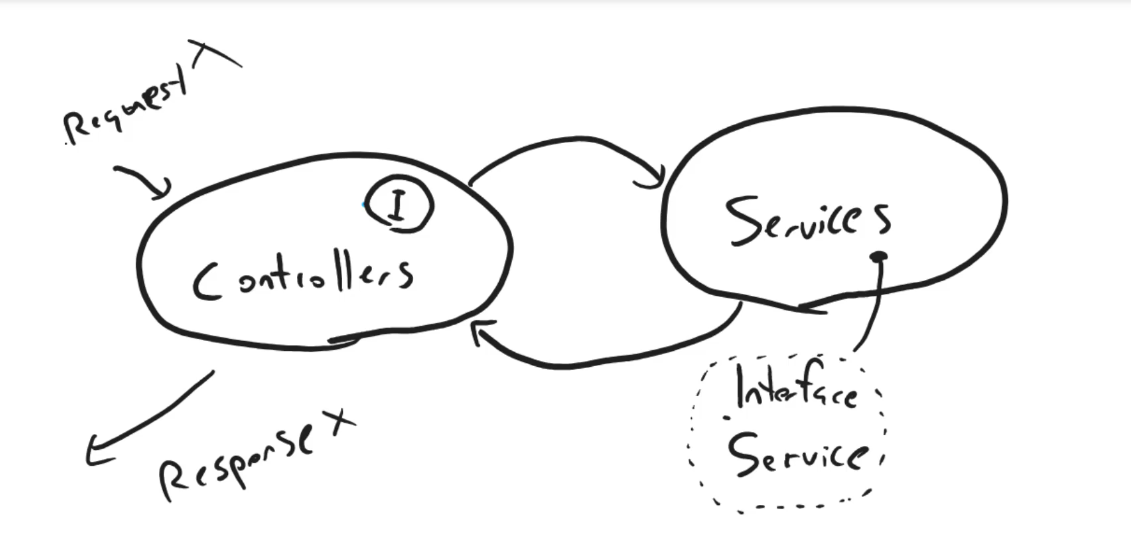 Request X
I
Controllers
Services
Interface
Service
Response X